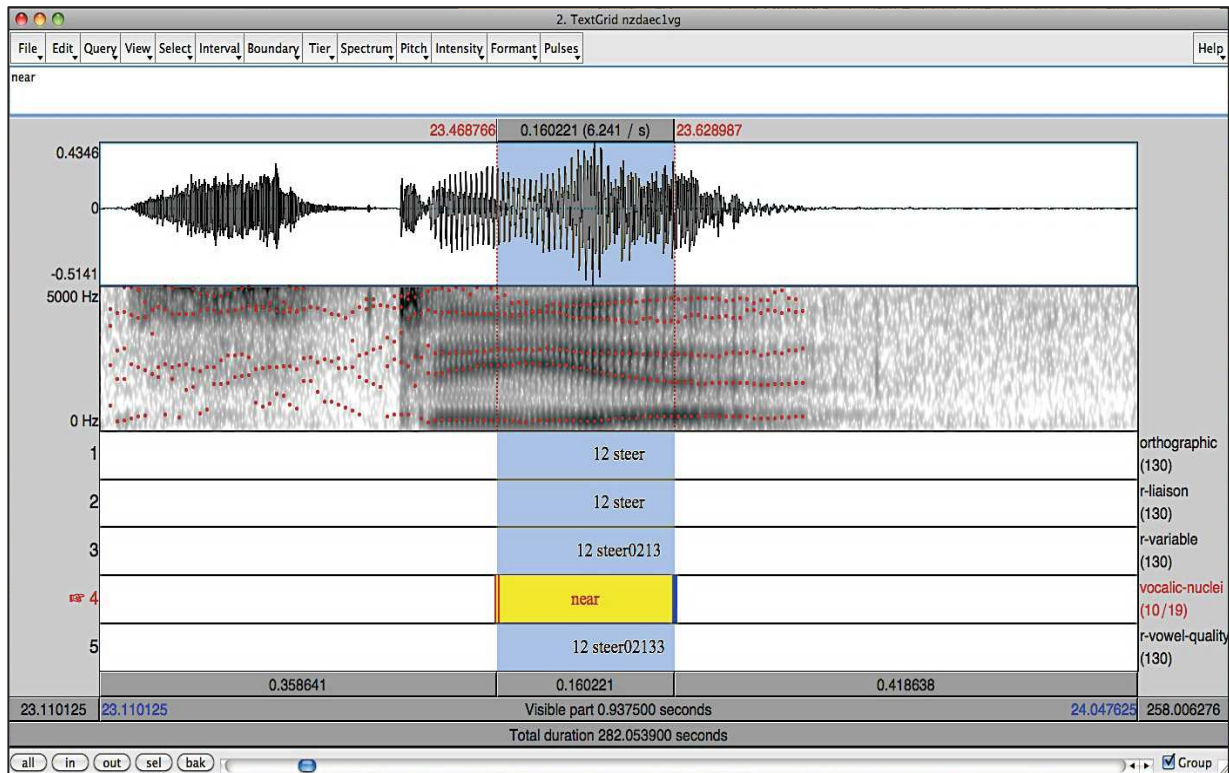 2. TextGrid nzdaec1vg
File Edit Query View Select Interval Boundary Tier Spectrum Pitch Intensity Formant Pulses Help
near
23.468766 0.160221 (6.241 / s) 23.628987
0.4346
0
-0.5141
5000 Hz
0 Hz
1 12 steer orthographic (130)
2 12 steer r-liaison (130)
3 12 steer0213 r-variable (130)
4 near vocalic-nuclei (10/19)
5 12 steer02133 r-vowel-quality (130)
0.358641 0.160221 0.418638
23.110125 23.110125 Visible part 0.937500 seconds 24.047625 258.006276
Total duration 282.053900 seconds
all in out sel bak Group